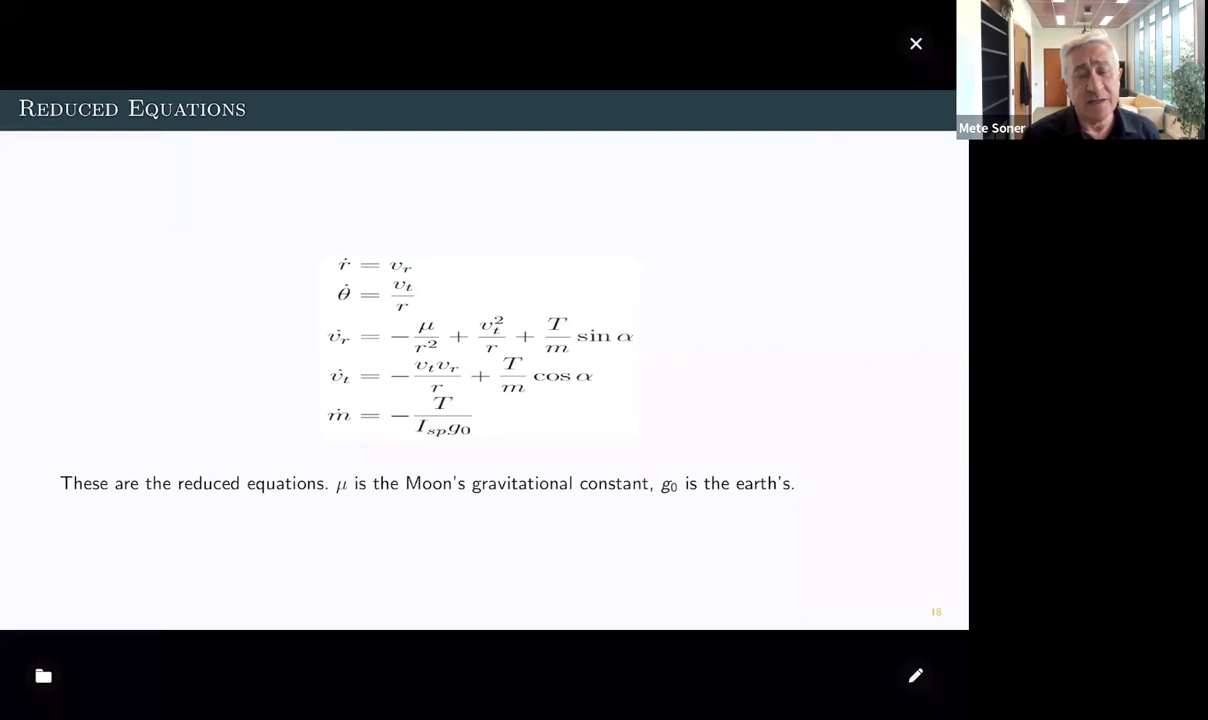 REDUCED EQUATIONS
Mete Soner
ṙ = v_r
θ̇ = v_t/r
v̇_r = −μ/r² + v_t²/r + T/m sin α
v̇_t = −v_t v_r/r + T/m cos α
ṁ = −T/(I_sp g_0)
These are the reduced equations. μ is the Moon's gravitational constant, g_0 is the earth's.
18